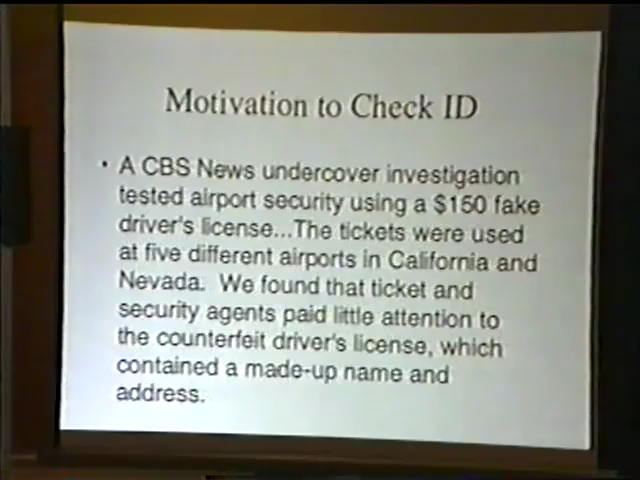 Motivation to Check ID
• A CBS News undercover investigation
tested airport security using a $150 fake
driver's license...The tickets were used
at five different airports in California and
Nevada. We found that ticket and
security agents paid little attention to
the counterfeit driver's license, which
contained a made-up name and
address.